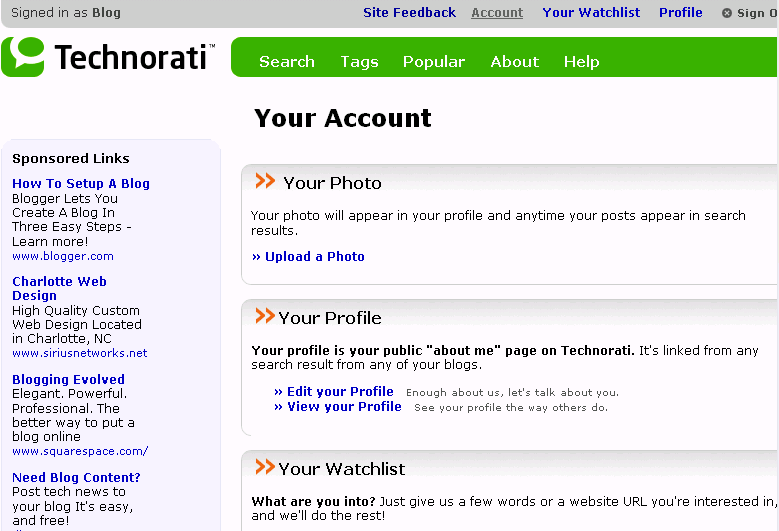 Signed in as Blog
Site Feedback Account Your Watchlist Profile Sign O
Technorati™
Search Tags Popular About Help
Your Account
Sponsored Links
How To Setup A Blog
Blogger Lets You
Create A Blog In
Three Easy Steps -
Learn more!
www.blogger.com
Charlotte Web
Design
High Quality Custom
Web Design Located
in Charlotte, NC
www.siriusnetworks.net
Blogging Evolved
Elegant. Powerful.
Professional. The
better way to put a
blog online
www.squarespace.com/
Need Blog Content?
Post tech news to
your blog It's easy,
and free!
» Your Photo
Your photo will appear in your profile and anytime your posts appear in search
results.
» Upload a Photo
» Your Profile
Your profile is your public "about me" page on Technorati. It's linked from any
search result from any of your blogs.
» Edit your Profile Enough about us, let's talk about you.
» View your Profile See your profile the way others do.
» Your Watchlist
What are you into? Just give us a few words or a website URL you're interested in,
and we'll do the rest!